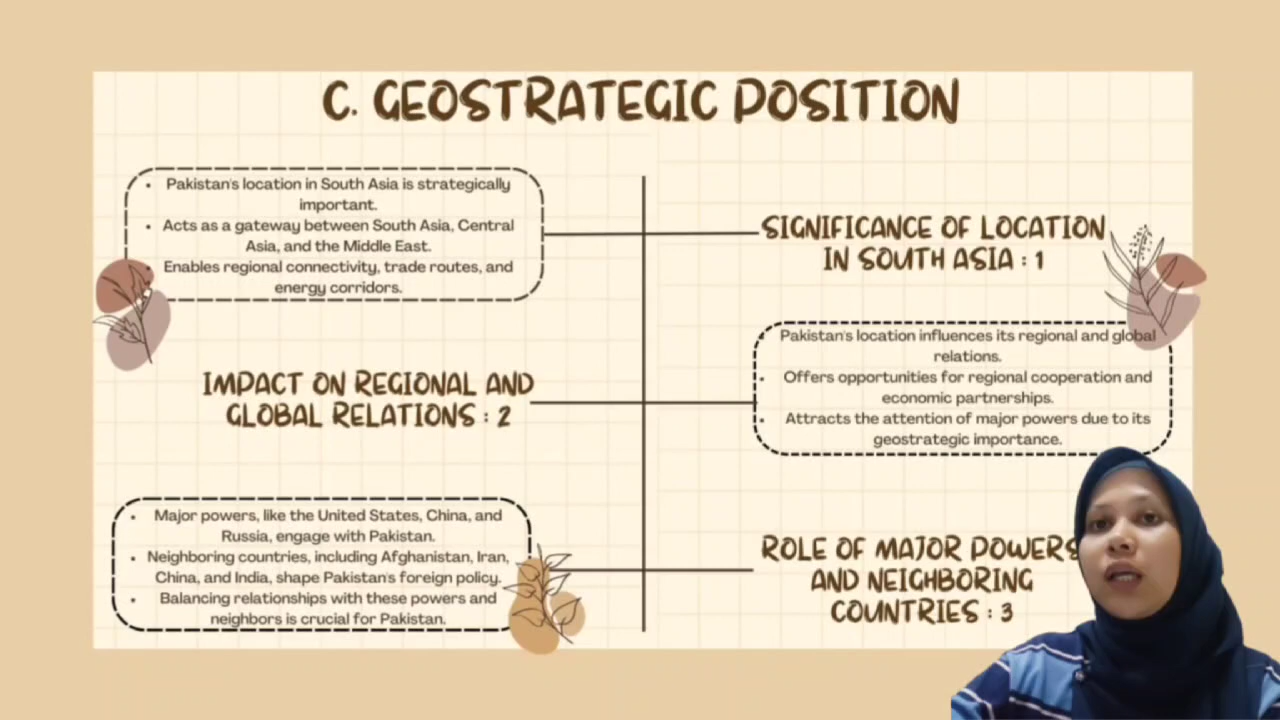 C. GEOSTRATEGIC POSITION
• Pakistan's location in South Asia is strategically
important.
• Acts as a gateway between South Asia, Central
Asia, and the Middle East.
Enables regional connectivity, trade routes, and
energy corridors.
SIGNIFICANCE OF LOCATION
IN SOUTH ASIA : 1
IMPACT ON REGIONAL AND
GLOBAL RELATIONS : 2
• Pakistan's location influences its regional and global
relations.
• Offers opportunities for regional cooperation and
economic partnerships.
• Attracts the attention of major powers due to its
geostrategic importance.
• Major powers, like the United States, China, and
Russia, engage with Pakistan.
• Neighboring countries, including Afghanistan, Iran,
China, and India, shape Pakistan's foreign policy.
• Balancing relationships with these powers and
neighbors is crucial for Pakistan.
ROLE OF MAJOR POWERS
AND NEIGHBORING
COUNTRIES : 3